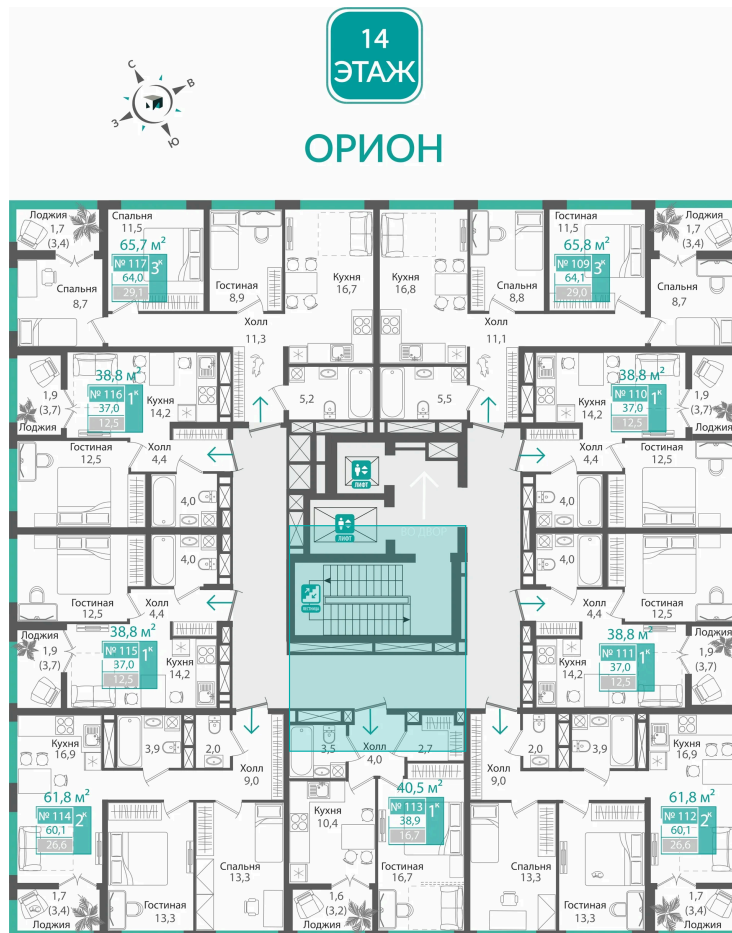 14
ЭТАЖ
С
В
З
Ю
ОРИОН
Лоджия
1,7
(3,4)
Спальня
11,5
65,7 м²
№ 117
3к
64,0
29,1
Спальня
8,7
Гостиная
8,9
Кухня
16,7
Холл
11,3
5,2
Кухня
16,8
Спальня
8,8
Гостиная
11,5
65,8 м²
№ 109
3к
64,1
29,0
Лоджия
1,7
(3,4)
Спальня
8,7
Холл
11,1
5,5
38,8 м²
№ 116
1к
37,0
12,5
Кухня
14,2
1,9
(3,7)
Лоджия
Гостиная
12,5
Холл
4,4
4,0
38,8 м²
№ 110
1к
37,0
12,5
Кухня
14,2
1,9
(3,7)
Лоджия
Холл
4,4
Гостиная
12,5
4,0
ЛИФТ
ЛИФТ
ВО ДВОР
ЛЕСТНИЦА
4,0
Гостиная
12,5
Холл
4,4
Лоджия
1,9
(3,7)
38,8 м²
№ 115
1к
37,0
12,5
Кухня
14,2
4,0
Холл
4,4
Гостиная
12,5
38,8 м²
№ 111
1к
37,0
12,5
Кухня
14,2
Лоджия
1,9
(3,7)
Кухня
16,9
3,9
2,0
Холл
9,0
61,8 м²
№ 114
2к
60,1
26,6
1,7
(3,4)
Лоджия
Гостиная
13,3
Спальня
13,3
3,5
Холл
4,0
2,7
40,5 м²
№ 113
1к
38,9
16,7
Кухня
10,4
Гостиная
16,7
1,6
(3,2)
Лоджия
2,0
3,9
Кухня
16,9
Холл
9,0
61,8 м²
№ 112
2к
60,1
26,6
Спальня
13,3
Гостиная
13,3
1,7
(3,4)
Лоджия